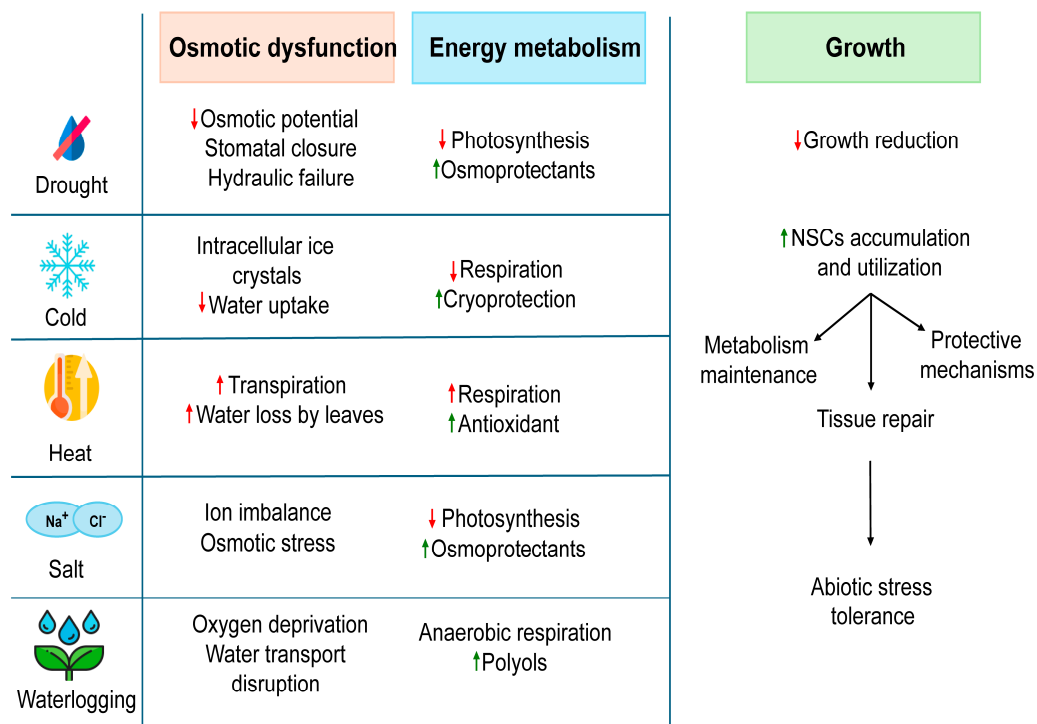 Osmotic dysfunction
Energy metabolism
Growth
Drought
↓Osmotic potential
Stomatal closure
Hydraulic failure
↓Photosynthesis
↑Osmoprotectants
↓Growth reduction
Cold
Intracellular ice
crystals
↓Water uptake
↓Respiration
↑Cryoprotection
↑NSCs accumulation
and utilization
Metabolism
maintenance
Protective
mechanisms
Tissue repair
Heat
↑Transpiration
↑Water loss by leaves
↑Respiration
↑Antioxidant
Na⁺ Cl⁻
Salt
Ion imbalance
Osmotic stress
↓Photosynthesis
↑Osmoprotectants
Abiotic stress
tolerance
Waterlogging
Oxygen deprivation
Water transport
disruption
Anaerobic respiration
↑Polyols